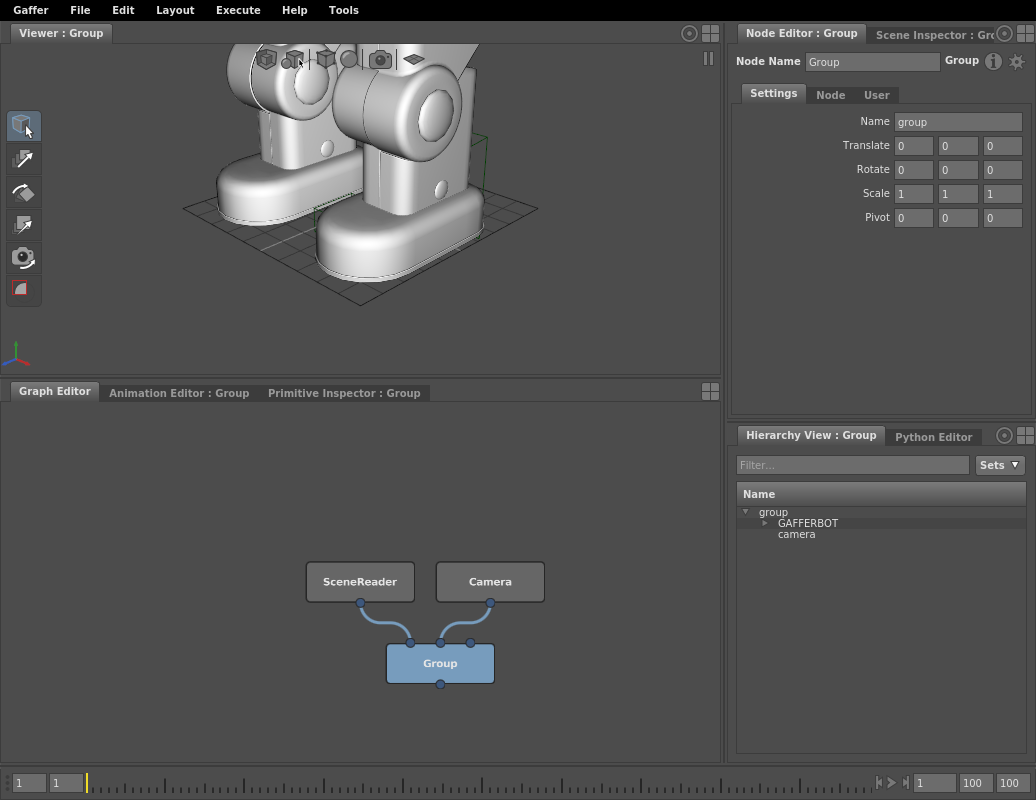 Gaffer File Edit Layout Execute Help Tools
Viewer : Group
Node Editor : Group
Scene Inspector : Gr
Node Name Group Group
Settings Node User
Name group
Translate 0 0 0
Rotate 0 0 0
Scale 1 1 1
Pivot 0 0 0
Graph Editor Animation Editor : Group Primitive Inspector : Group
SceneReader
Camera
Group
Hierarchy View : Group Python Editor
Filter... Sets
Name
group
GAFFERBOT
camera
1 1 1 100 100